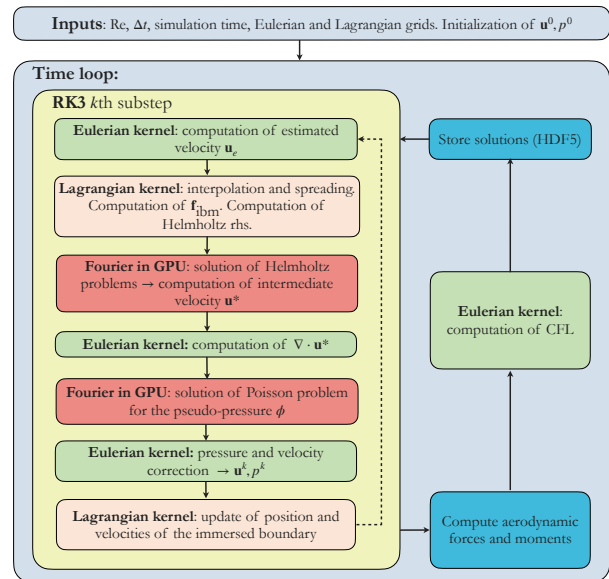 Inputs: Re, Δt, simulation time, Eulerian and Lagrangian grids. Initialization of u⁰, p⁰
Time loop:
RK3 kth substep
Eulerian kernel: computation of estimated
velocity uₑ
Lagrangian kernel: interpolation and spreading.
Computation of f_ibm. Computation of
Helmholtz rhs.
Fourier in GPU: solution of Helmholtz
problems → computation of intermediate
velocity u*
Eulerian kernel: computation of ∇ · u*
Fourier in GPU: solution of Poisson problem
for the pseudo-pressure ϕ
Eulerian kernel: pressure and velocity
correction → uᵏ, pᵏ
Lagrangian kernel: update of position and
velocities of the immersed boundary
Store solutions (HDF5)
Eulerian kernel:
computation of CFL
Compute aerodynamic
forces and moments